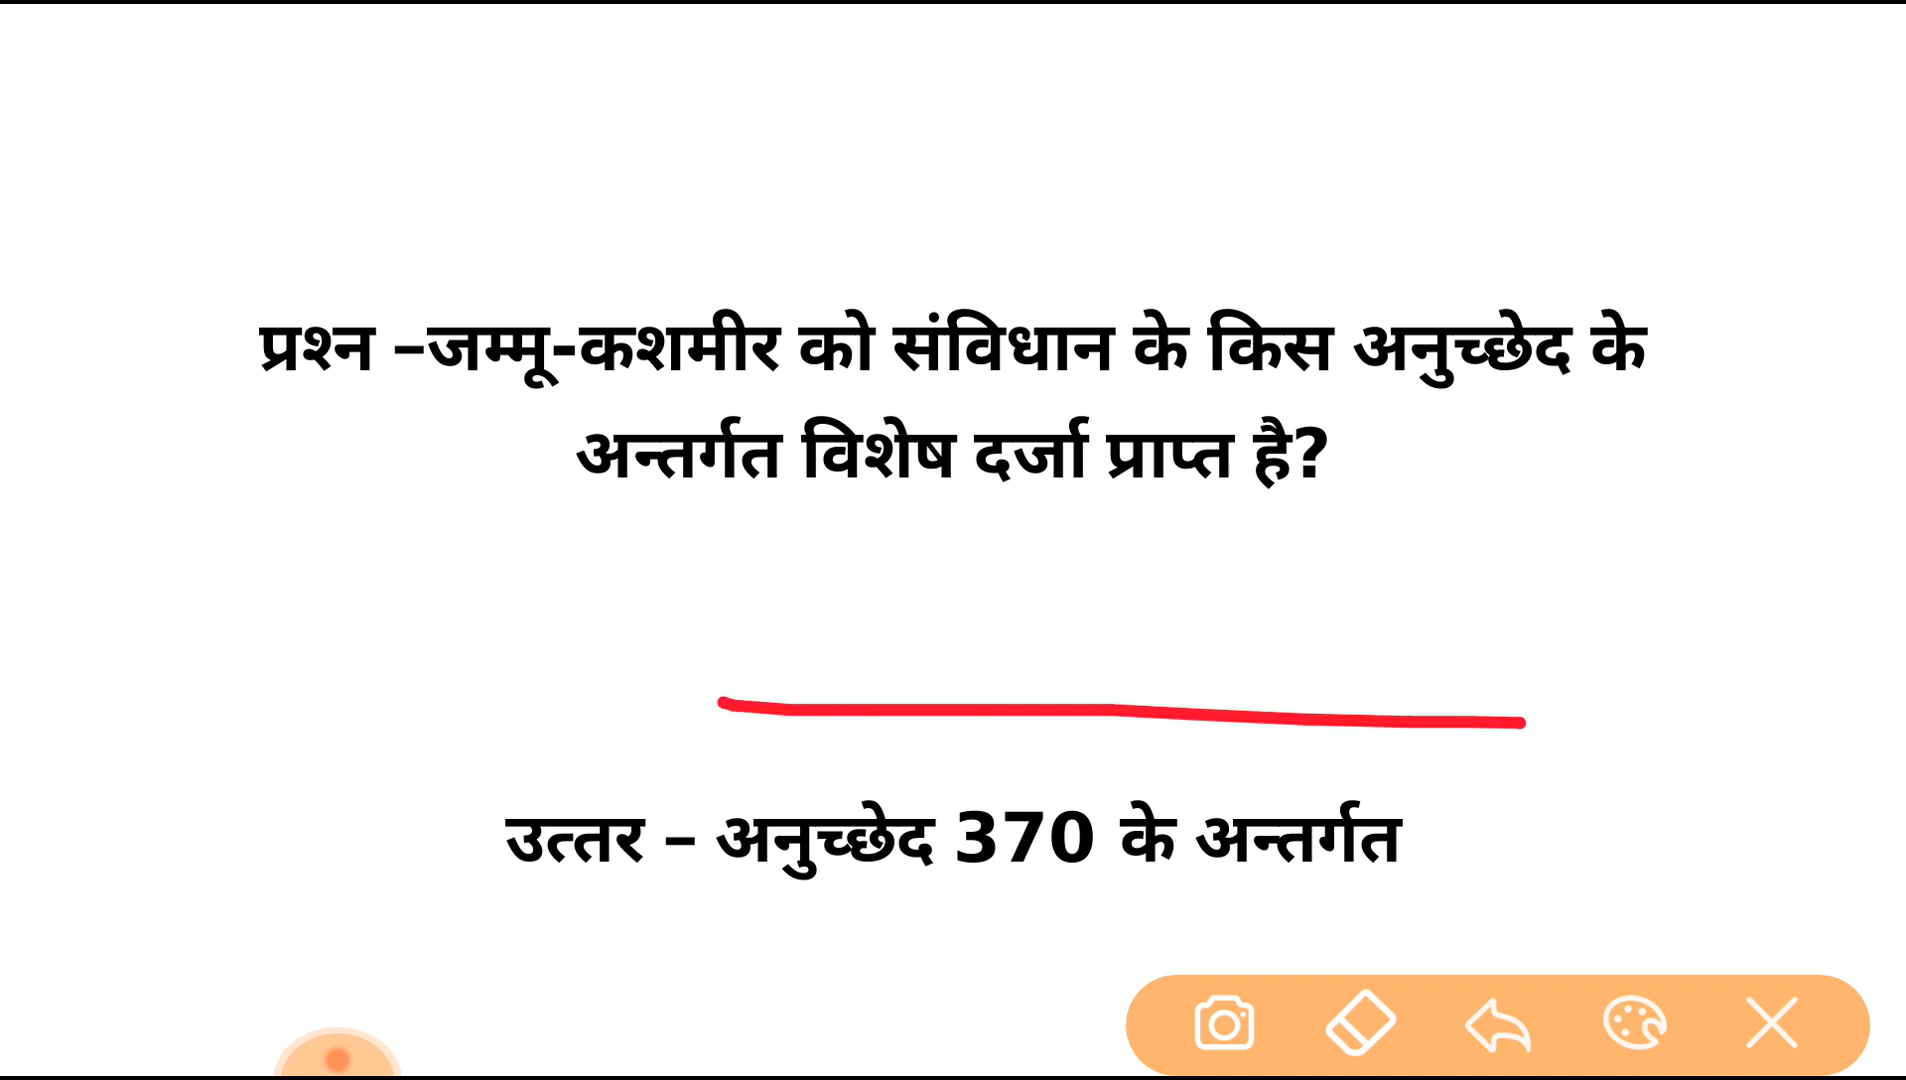 प्रश्न –जम्मू-कशमीर को संविधान के किस अनुच्छेद के
अन्तर्गत विशेष दर्जा प्राप्त है?
उत्तर – अनुच्छेद 370 के अन्तर्गत